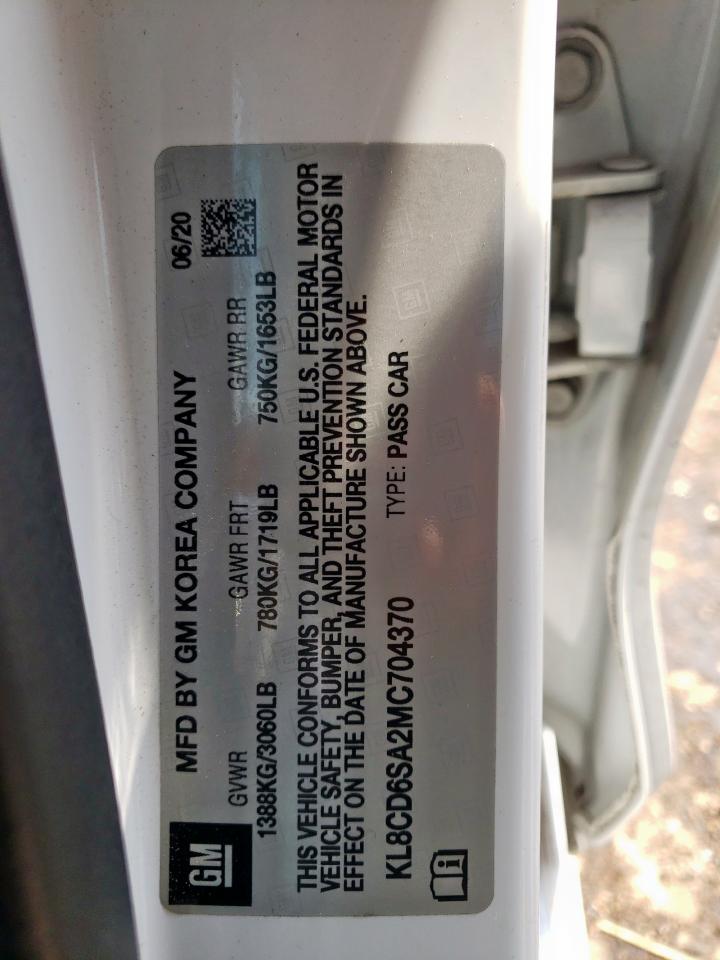 GM
MFD BY GM KOREA COMPANY 06/20
GVWR GAWR FRT GAWR RR
1388KG/3060LB 780KG/1719LB 750KG/1653LB
THIS VEHICLE CONFORMS TO ALL APPLICABLE U.S. FEDERAL MOTOR
VEHICLE SAFETY, BUMPER, AND THEFT PREVENTION STANDARDS IN
EFFECT ON THE DATE OF MANUFACTURE SHOWN ABOVE.
KL8CD6SA2MC704370 TYPE: PASS CAR